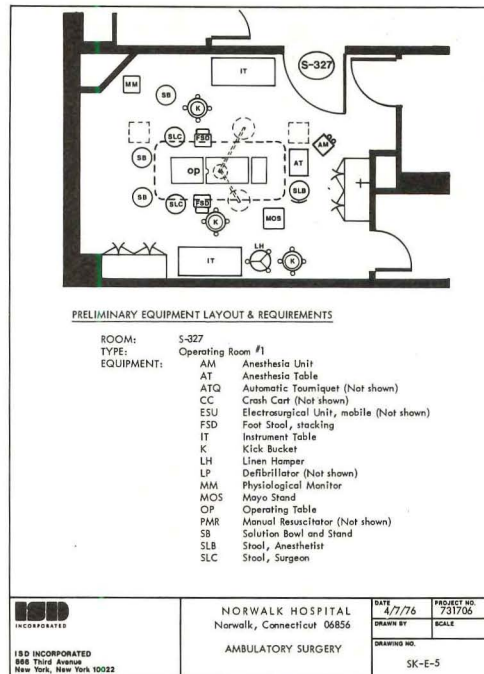 S-327
IT
MM
SB
K
SLC
FSD
AM
SB
OP
AT
SLB
SB
SLC
FSD
K
MOS
LH
IT
K
PRELIMINARY EQUIPMENT LAYOUT & REQUIREMENTS
ROOM: S-327
TYPE: Operating Room #1
EQUIPMENT: AM Anesthesia Unit
AT Anesthesia Table
ATQ Automatic Tourniquet (Not shown)
CC Crash Cart (Not shown)
ESU Electrosurgical Unit, mobile (Not shown)
FSD Foot Stool, stacking
IT Instrument Table
K Kick Bucket
LH Linen Hamper
LP Defibrillator (Not shown)
MM Physiological Monitor
MOS Mayo Stand
OP Operating Table
PMR Manual Resuscitator (Not shown)
SB Solution Bowl and Stand
SLB Stool, Anesthetist
SLC Stool, Surgeon
ISD
INCORPORATED
ISD INCORPORATED
866 Third Avenue
New York, New York 10022
NORWALK HOSPITAL
Norwalk, Connecticut 06856
AMBULATORY SURGERY
DATE
4/7/76
PROJECT NO.
731706
DRAWN BY
SCALE
DRAWING NO.
SK-E-5